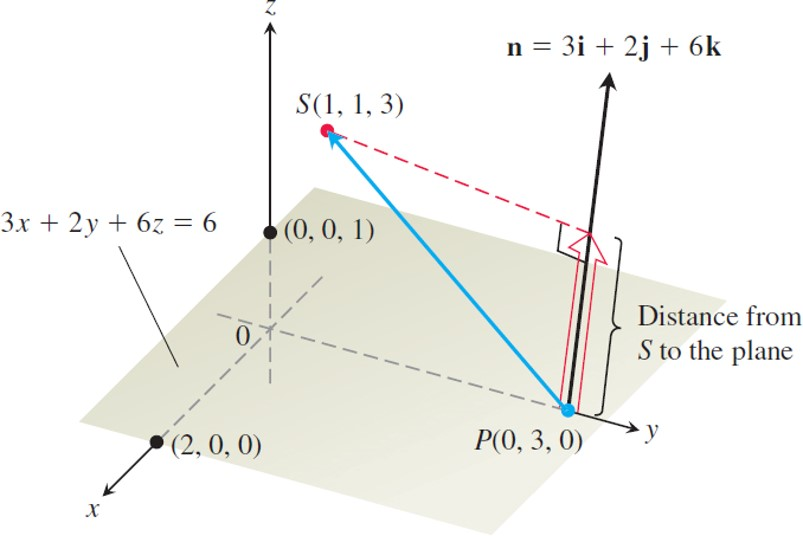 z
n = 3i + 2j + 6k
S(1, 1, 3)
3x + 2y + 6z = 6
(0, 0, 1)
0
Distance from
S to the plane
(2, 0, 0)
P(0, 3, 0)
y
x